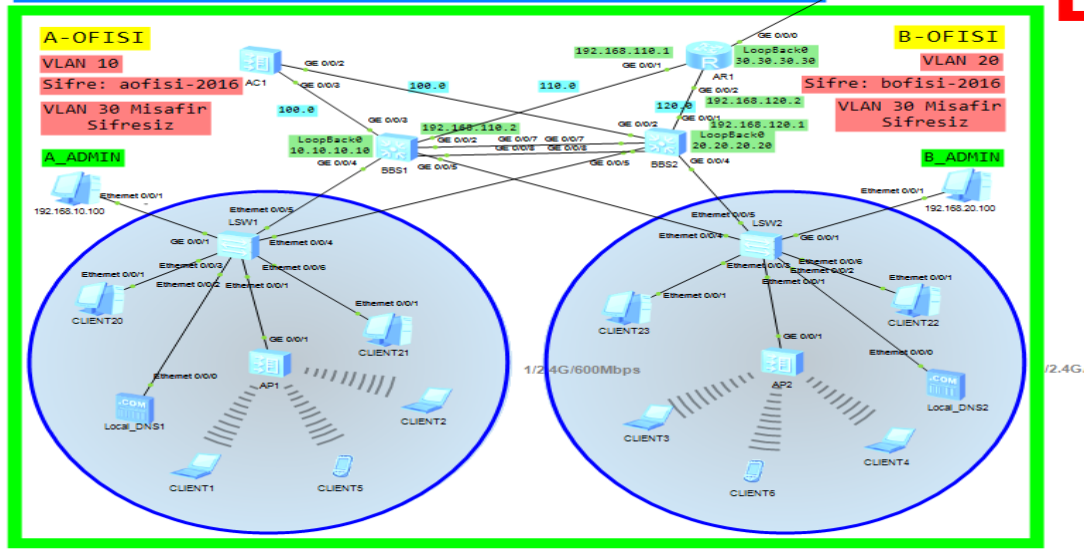 GE 0/0/0
A-OFISI
B-OFISI
VLAN 10
VLAN 20
Sifre: aofisi-2016
Sifre: bofisi-2016
VLAN 30 Misafir
Sifresiz
VLAN 30 Misafir
Sifresiz
AC1
GE 0/0/2
GE 0/0/3
100.0
100.0
110.0
120.0
192.168.110.1
GE 0/0/1
AR1
R
LoopBack0
30.30.30.30
GE 0/0/2
192.168.120.2
192.168.120.1
GE 0/0/3
192.168.110.2
LoopBack0
10.10.10.10
GE 0/0/2
GE 0/0/7
GE 0/0/7
GE 0/0/8
GE 0/0/8
GE 0/0/2
GE 0/0/1
LoopBack0
20.20.20.20
GE 0/0/4
BBS1
GE 0/0/5
GE 0/0/5
BBS2
GE 0/0/4
A_ADMIN
B_ADMIN
Ethernet 0/0/1
192.168.10.100
Ethernet 0/0/1
192.168.20.100
Ethernet 0/0/5
LSW1
GE 0/0/1
Ethernet 0/0/4
Ethernet 0/0/3
Ethernet 0/0/6
Ethernet 0/0/2
Ethernet 0/0/1
Ethernet 0/0/1
CLIENT20
Ethernet 0/0/1
CLIENT21
GE 0/0/1
AP1
Ethernet 0/0/0
.COM
Local_DNS1
CLIENT1
CLIENT5
CLIENT2
1/2.4G/600Mbps
Ethernet 0/0/5
LSW2
Ethernet 0/0/4
GE 0/0/1
Ethernet 0/0/3
Ethernet 0/0/6
Ethernet 0/0/2
Ethernet 0/0/1
Ethernet 0/0/1
CLIENT23
Ethernet 0/0/1
CLIENT22
GE 0/0/1
AP2
Ethernet 0/0/0
.COM
Local_DNS2
CLIENT3
CLIENT6
CLIENT4
/2.4G.